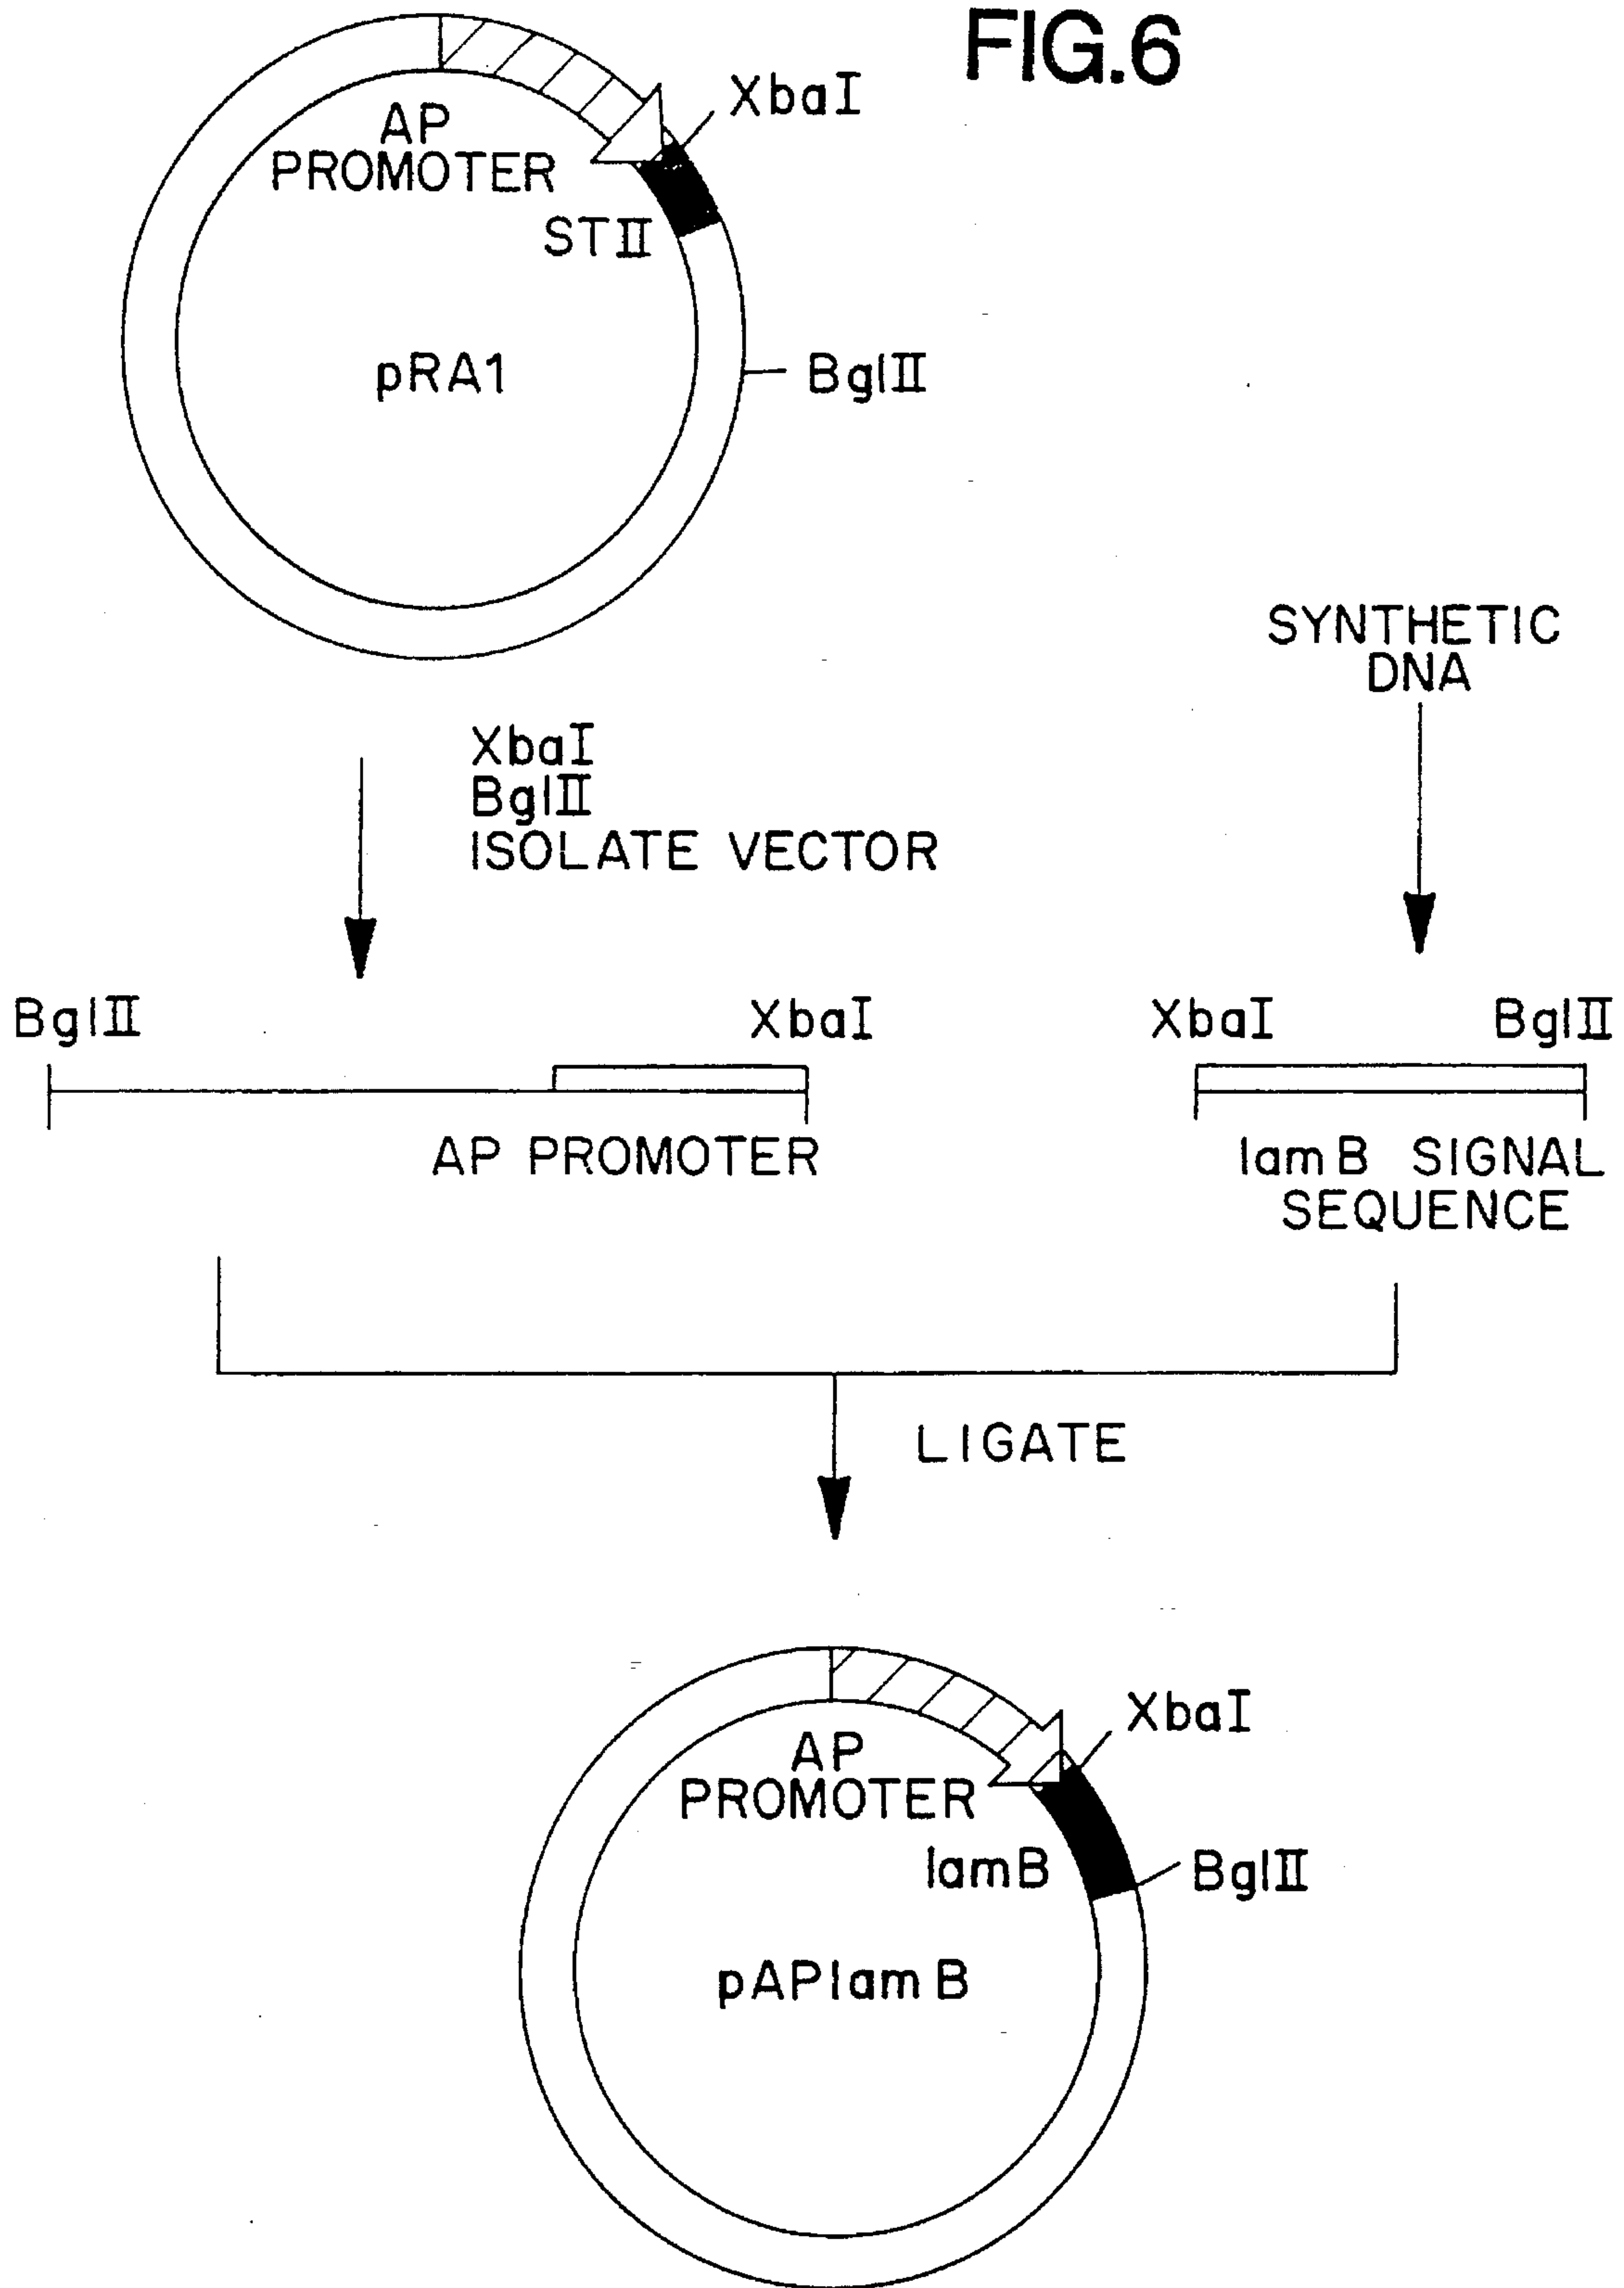 FIG.6
XbaI
AP
PROMOTER
STII
pRA1
BglII
SYNTHETIC
DNA
XbaI
BglII
ISOLATE VECTOR
BglII
XbaI
XbaI
BglII
AP PROMOTER
lamB SIGNAL
SEQUENCE
LIGATE
XbaI
AP
PROMOTER
lamB
BglII
pAPlamB